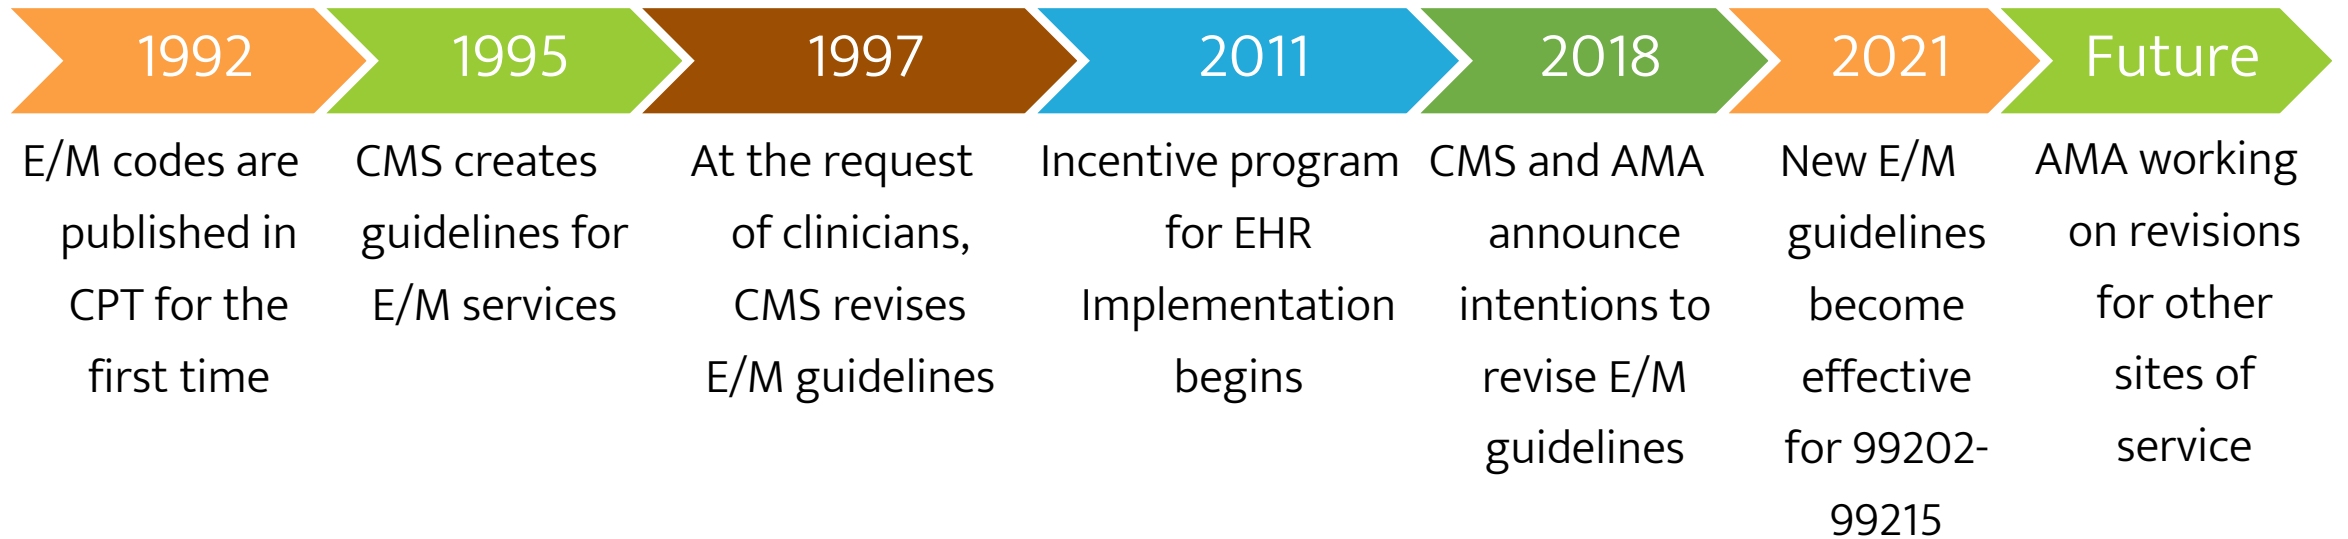 1992
E/M codes are
published in
CPT for the
first time
1995
CMS creates
guidelines for
E/M services
1997
At the request
of clinicians,
CMS revises
E/M guidelines
2011
Incentive program
for EHR
Implementation
begins
2018
CMS and AMA
announce
intentions to
revise E/M
guidelines
2021
New E/M
guidelines
become
effective
for 99202-
99215
Future
AMA working
on revisions
for other
sites of
service